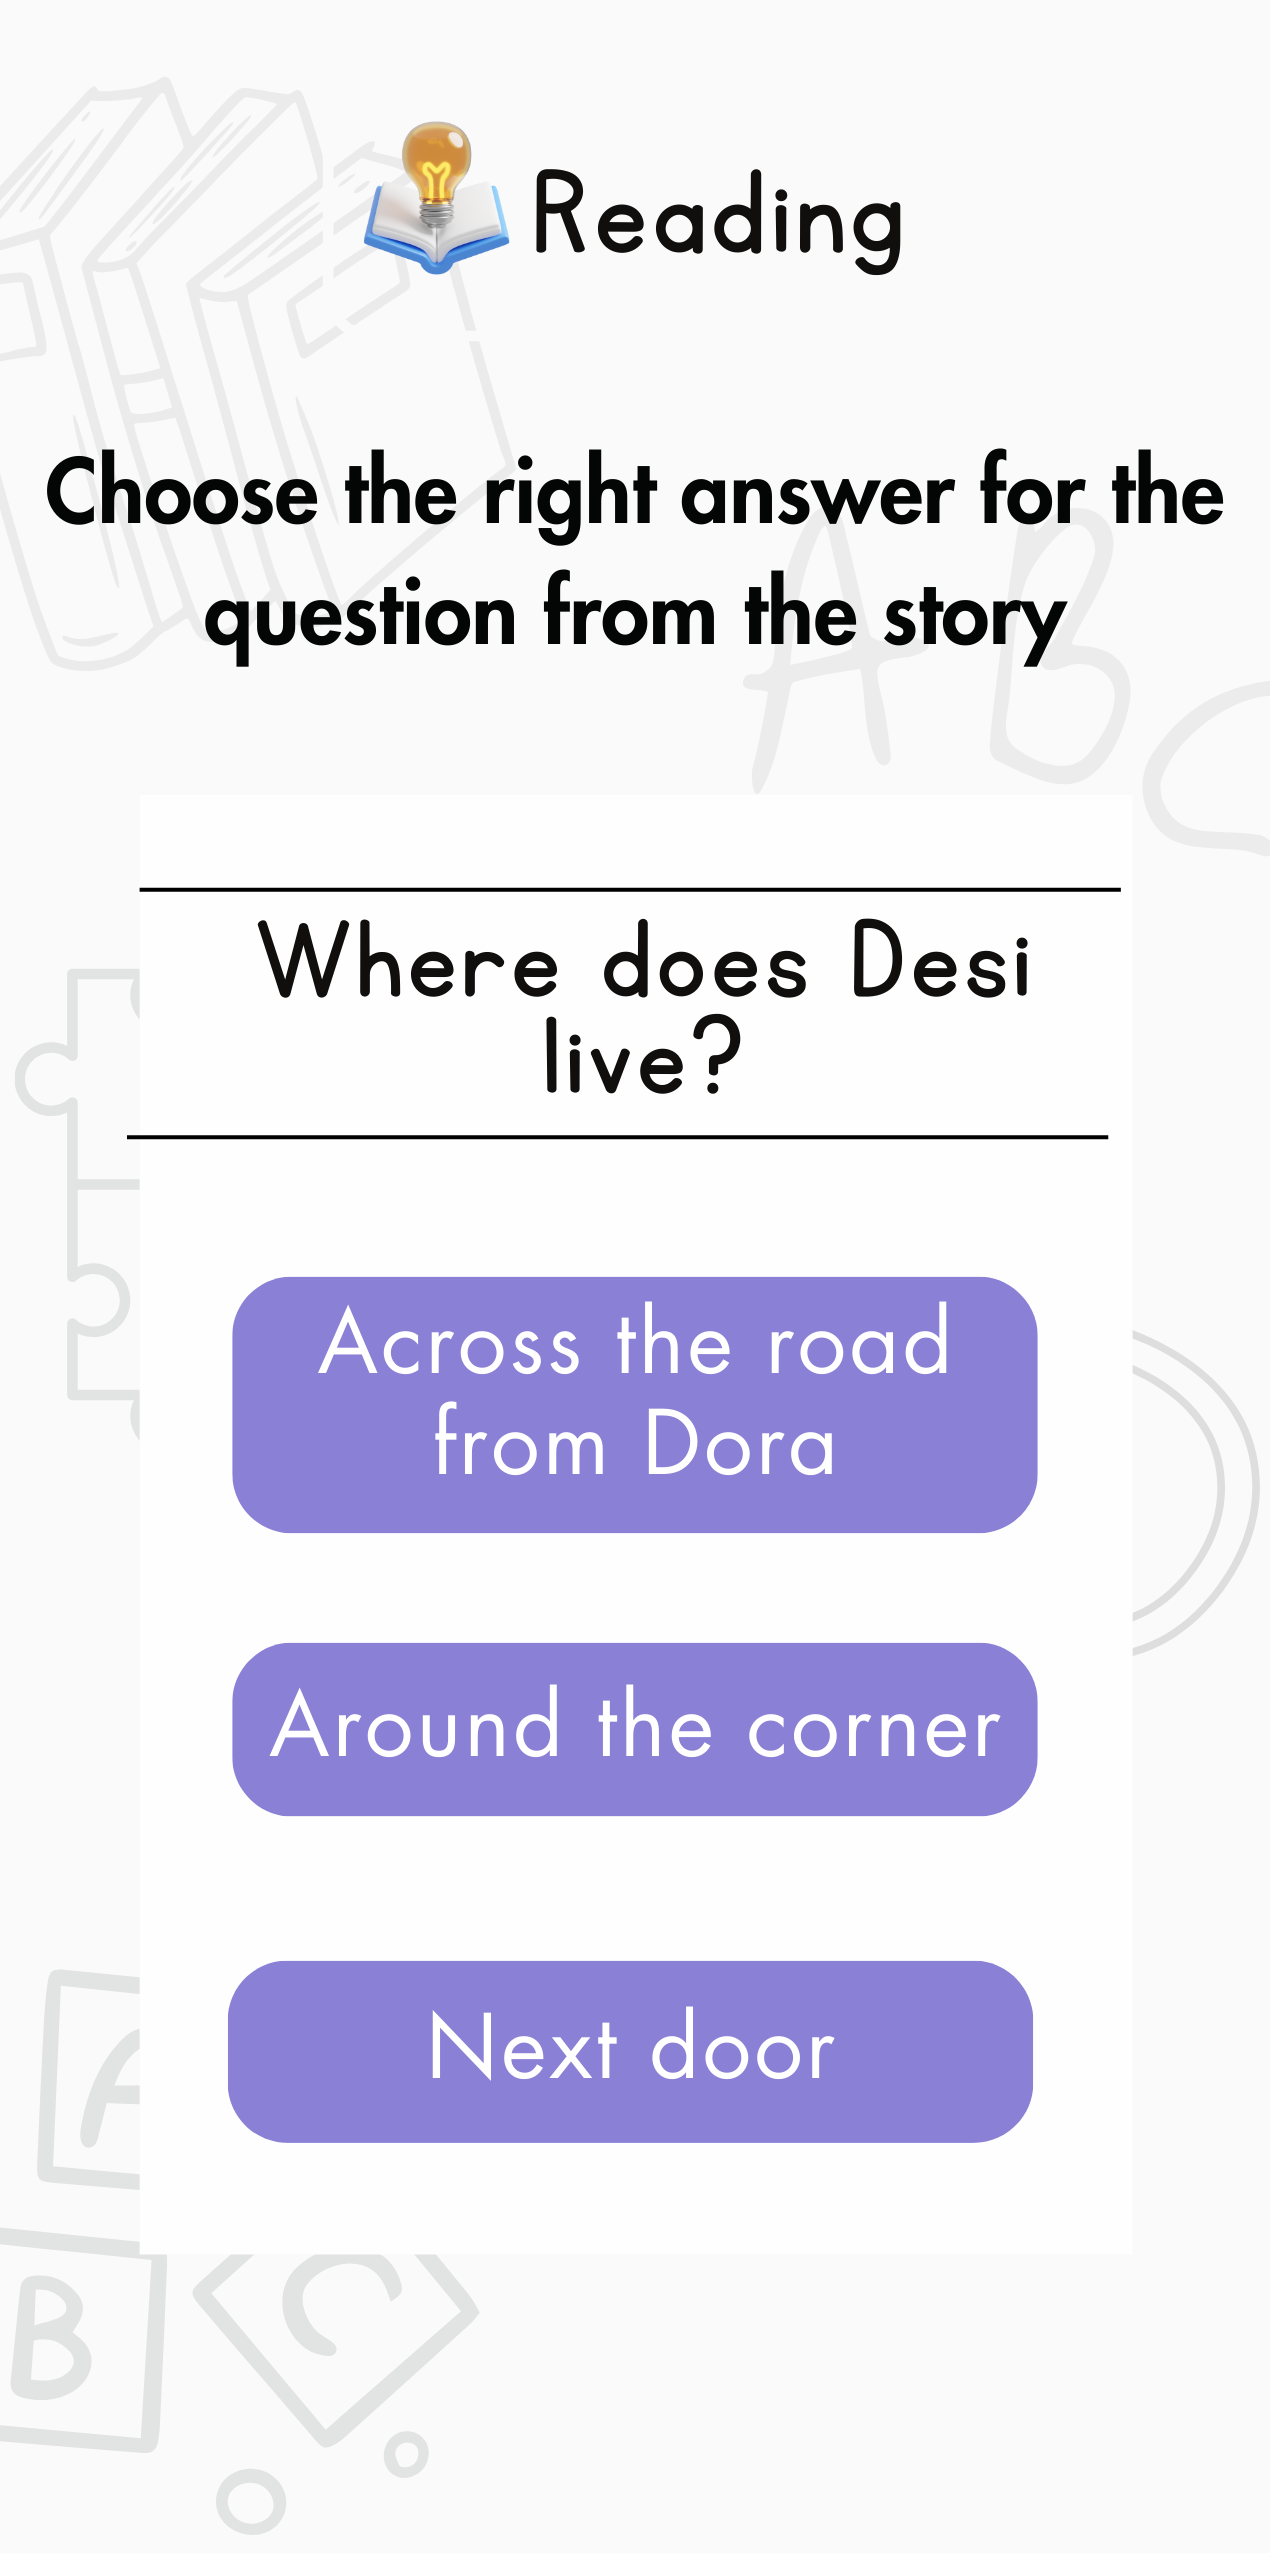 Reading
Choose the right answer for the
question from the story
A B
Where does Desi
live?
Across the road
from Dora
Around the corner
Next door
A
B
C